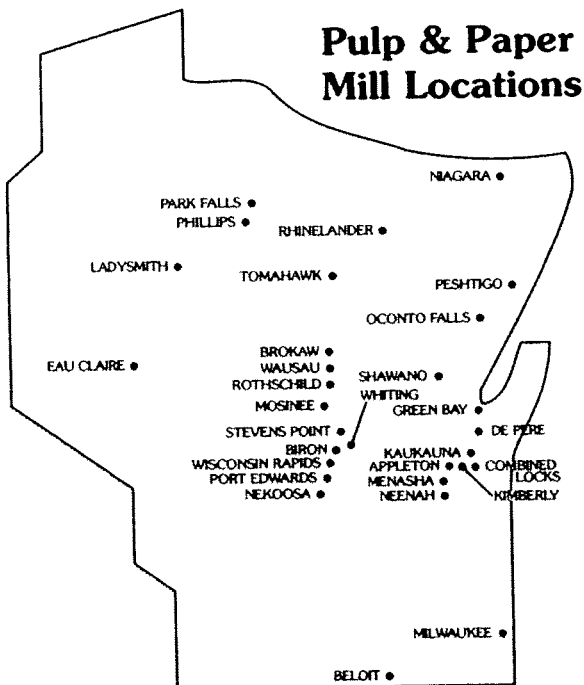 Pulp & Paper
Mill Locations
NIAGARA
PARK FALLS
PHILLIPS
RHINELANDER
LADYSMITH
TOMAHAWK
PESHTIGO
OCONTO FALLS
BROKAW
EAU CLAIRE
WAUSAU
SHAWANO
ROTHSCHILD
WHITING
MOSINEE
GREEN BAY
STEVENS POINT
DE PERE
BIRON
KAUKAUNA
WISCONSIN RAPIDS
APPLETON
COMBINED
LOCKS
PORT EDWARDS
MENASHA
NEKOOSA
NEENAH
KIMBERLY
MILWAUKEE
BELOIT